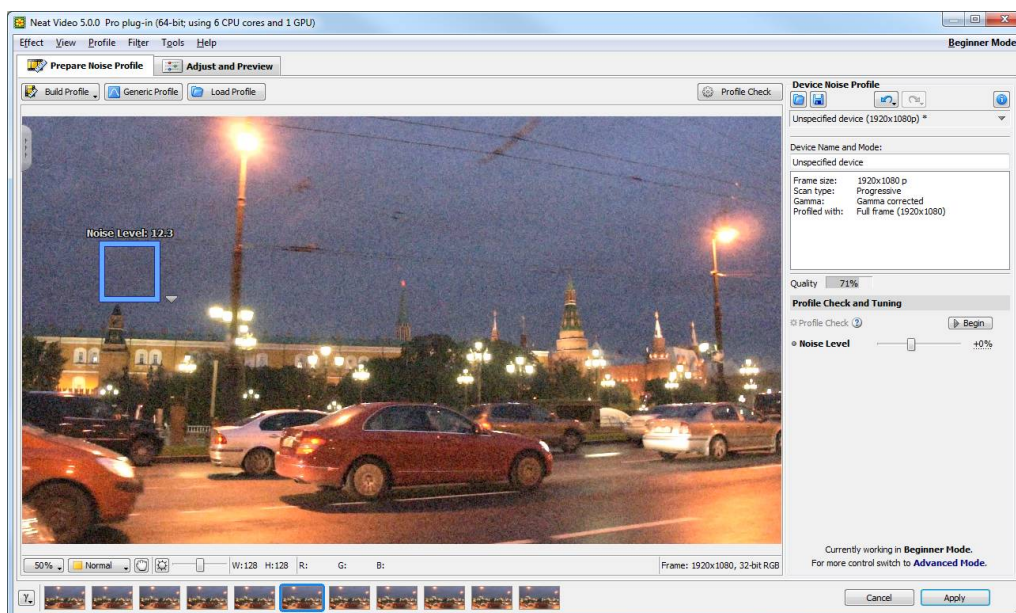 Neat Video 5.0.0 Pro plug-in (64-bit; using 6 CPU cores and 1 GPU)
Effect View Profile Filter Tools Help Beginner Mode
Prepare Noise Profile Adjust and Preview
Build Profile Generic Profile Load Profile Profile Check
Device Noise Profile
Unspecified device (1920x1080p) *
Device Name and Mode:
Unspecified device
Frame size: 1920x1080 p
Scan type: Progressive
Gamma: Gamma corrected
Profiled with: Full frame (1920x1080)
Noise Level: 12.3
Quality 71%
Profile Check and Tuning
Profile Check ? Begin
Noise Level +0%
Currently working in Beginner Mode.
For more control switch to Advanced Mode.
50% Normal W:128 H:128 R: G: B: Frame: 1920x1080, 32-bit RGB
γ Cancel Apply